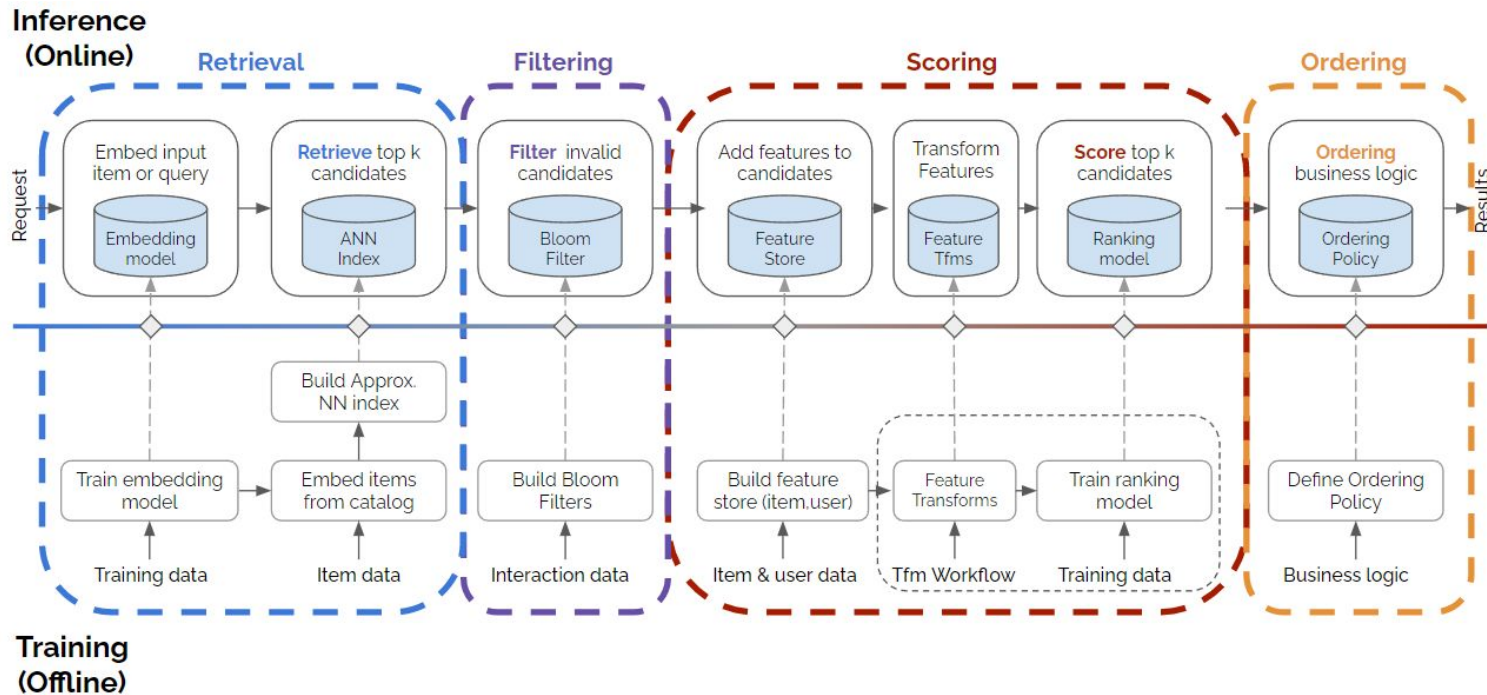 Inference
(Online)
Retrieval
Filtering
Scoring
Ordering
Request
Embed input
item or query
Embedding
model
Retrieve top k
candidates
ANN
Index
Filter invalid
candidates
Bloom
Filter
Add features to
candidates
Feature
Store
Transform
Features
Feature
Tfms
Score top k
candidates
Ranking
model
Ordering
business logic
Ordering
Policy
Results
Build Approx.
NN index
Train embedding
model
Embed items
from catalog
Build Bloom
Filters
Build feature
store (item,user)
Feature
Transforms
Train ranking
model
Define Ordering
Policy
Training data
Item data
Interaction data
Item & user data
Tfm Workflow
Training data
Business logic
Training
(Offline)